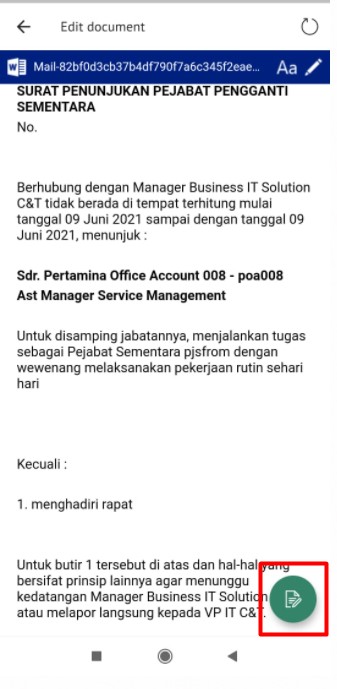 Edit document
Mail-82bf0d3cb37b4df790f7a6c345f2eae...
Aa
SURAT PENUNJUKAN PEJABAT PENGGANTI
SEMENTARA
No.
Berhubung dengan Manager Business IT Solution
C&T tidak berada di tempat terhitung mulai
tanggal 09 Juni 2021 sampai dengan tanggal 09
Juni 2021, menunjuk :
Sdr. Pertamina Office Account 008 - poa008
Ast Manager Service Management
Untuk disamping jabatannya, menjalankan tugas
sebagai Pejabat Sementara pjsfrom dengan
wewenang melaksanakan pekerjaan rutin sehari
hari
Kecuali :
1. menghadiri rapat
Untuk butir 1 tersebut di atas dan hal-hal yang
bersifat prinsip lainnya agar menunggu
kedatangan Manager Business IT Solution
atau melapor langsung kepada VP IT C&T.